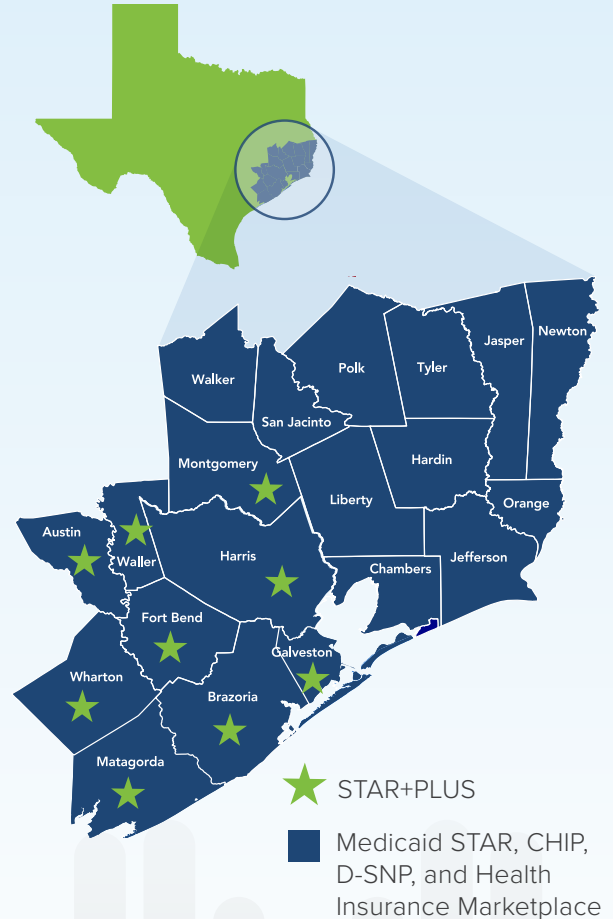 Newton
Jasper
Polk
Tyler
Walker
San Jacinto
Hardin
Montgomery
Liberty
Orange
Austin
Waller
Harris
Jefferson
Chambers
Fort Bend
Galveston
Wharton
Brazoria
Matagorda
STAR+PLUS
Medicaid STAR, CHIP,
D-SNP, and Health
Insurance Marketplace